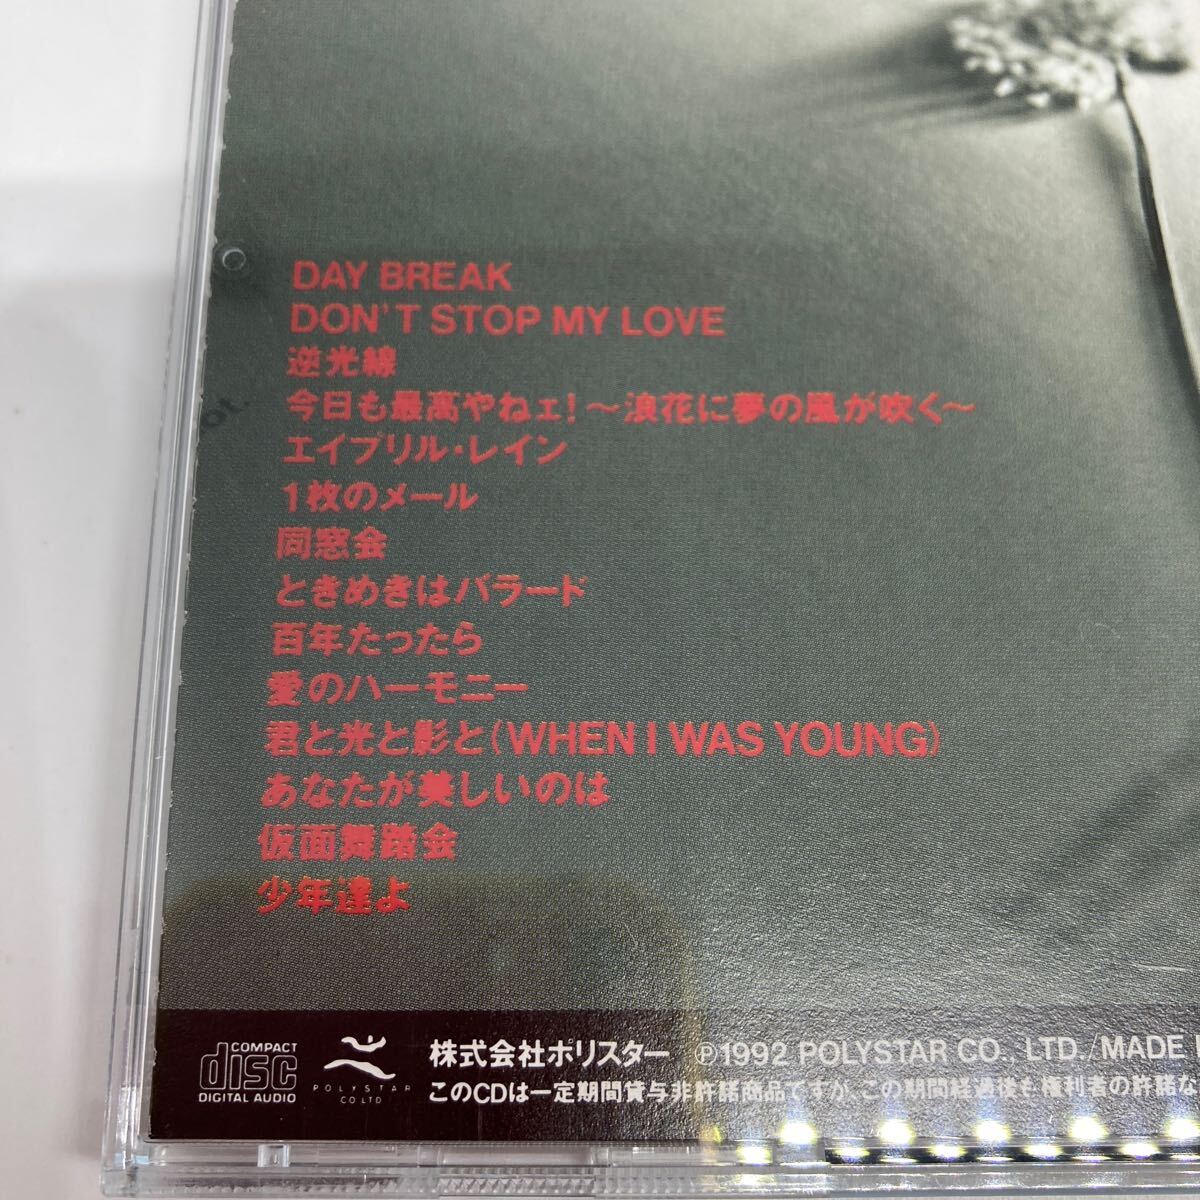 DAY BREAK
DON'T STOP MY LOVE
逆光線
今日も最高やねェ!〜浪花に夢の風が吹く〜
エイプリル・レイン
1枚のメール
同窓会
ときめきはバラード
百年たったら
愛のハーモニー
君と光と影と(WHEN I WAS YOUNG)
あなたが美しいのは
仮面舞踏会
少年達よ
COMPACT
disc
DIGITAL AUDIO
POLYSTAR
CO LTD
株式会社ポリスター ℗1992 POLYSTAR CO., LTD./MADE
このCDは一定期間貸与非許諾商品ですが、この期間経過後も権利者の許諾な